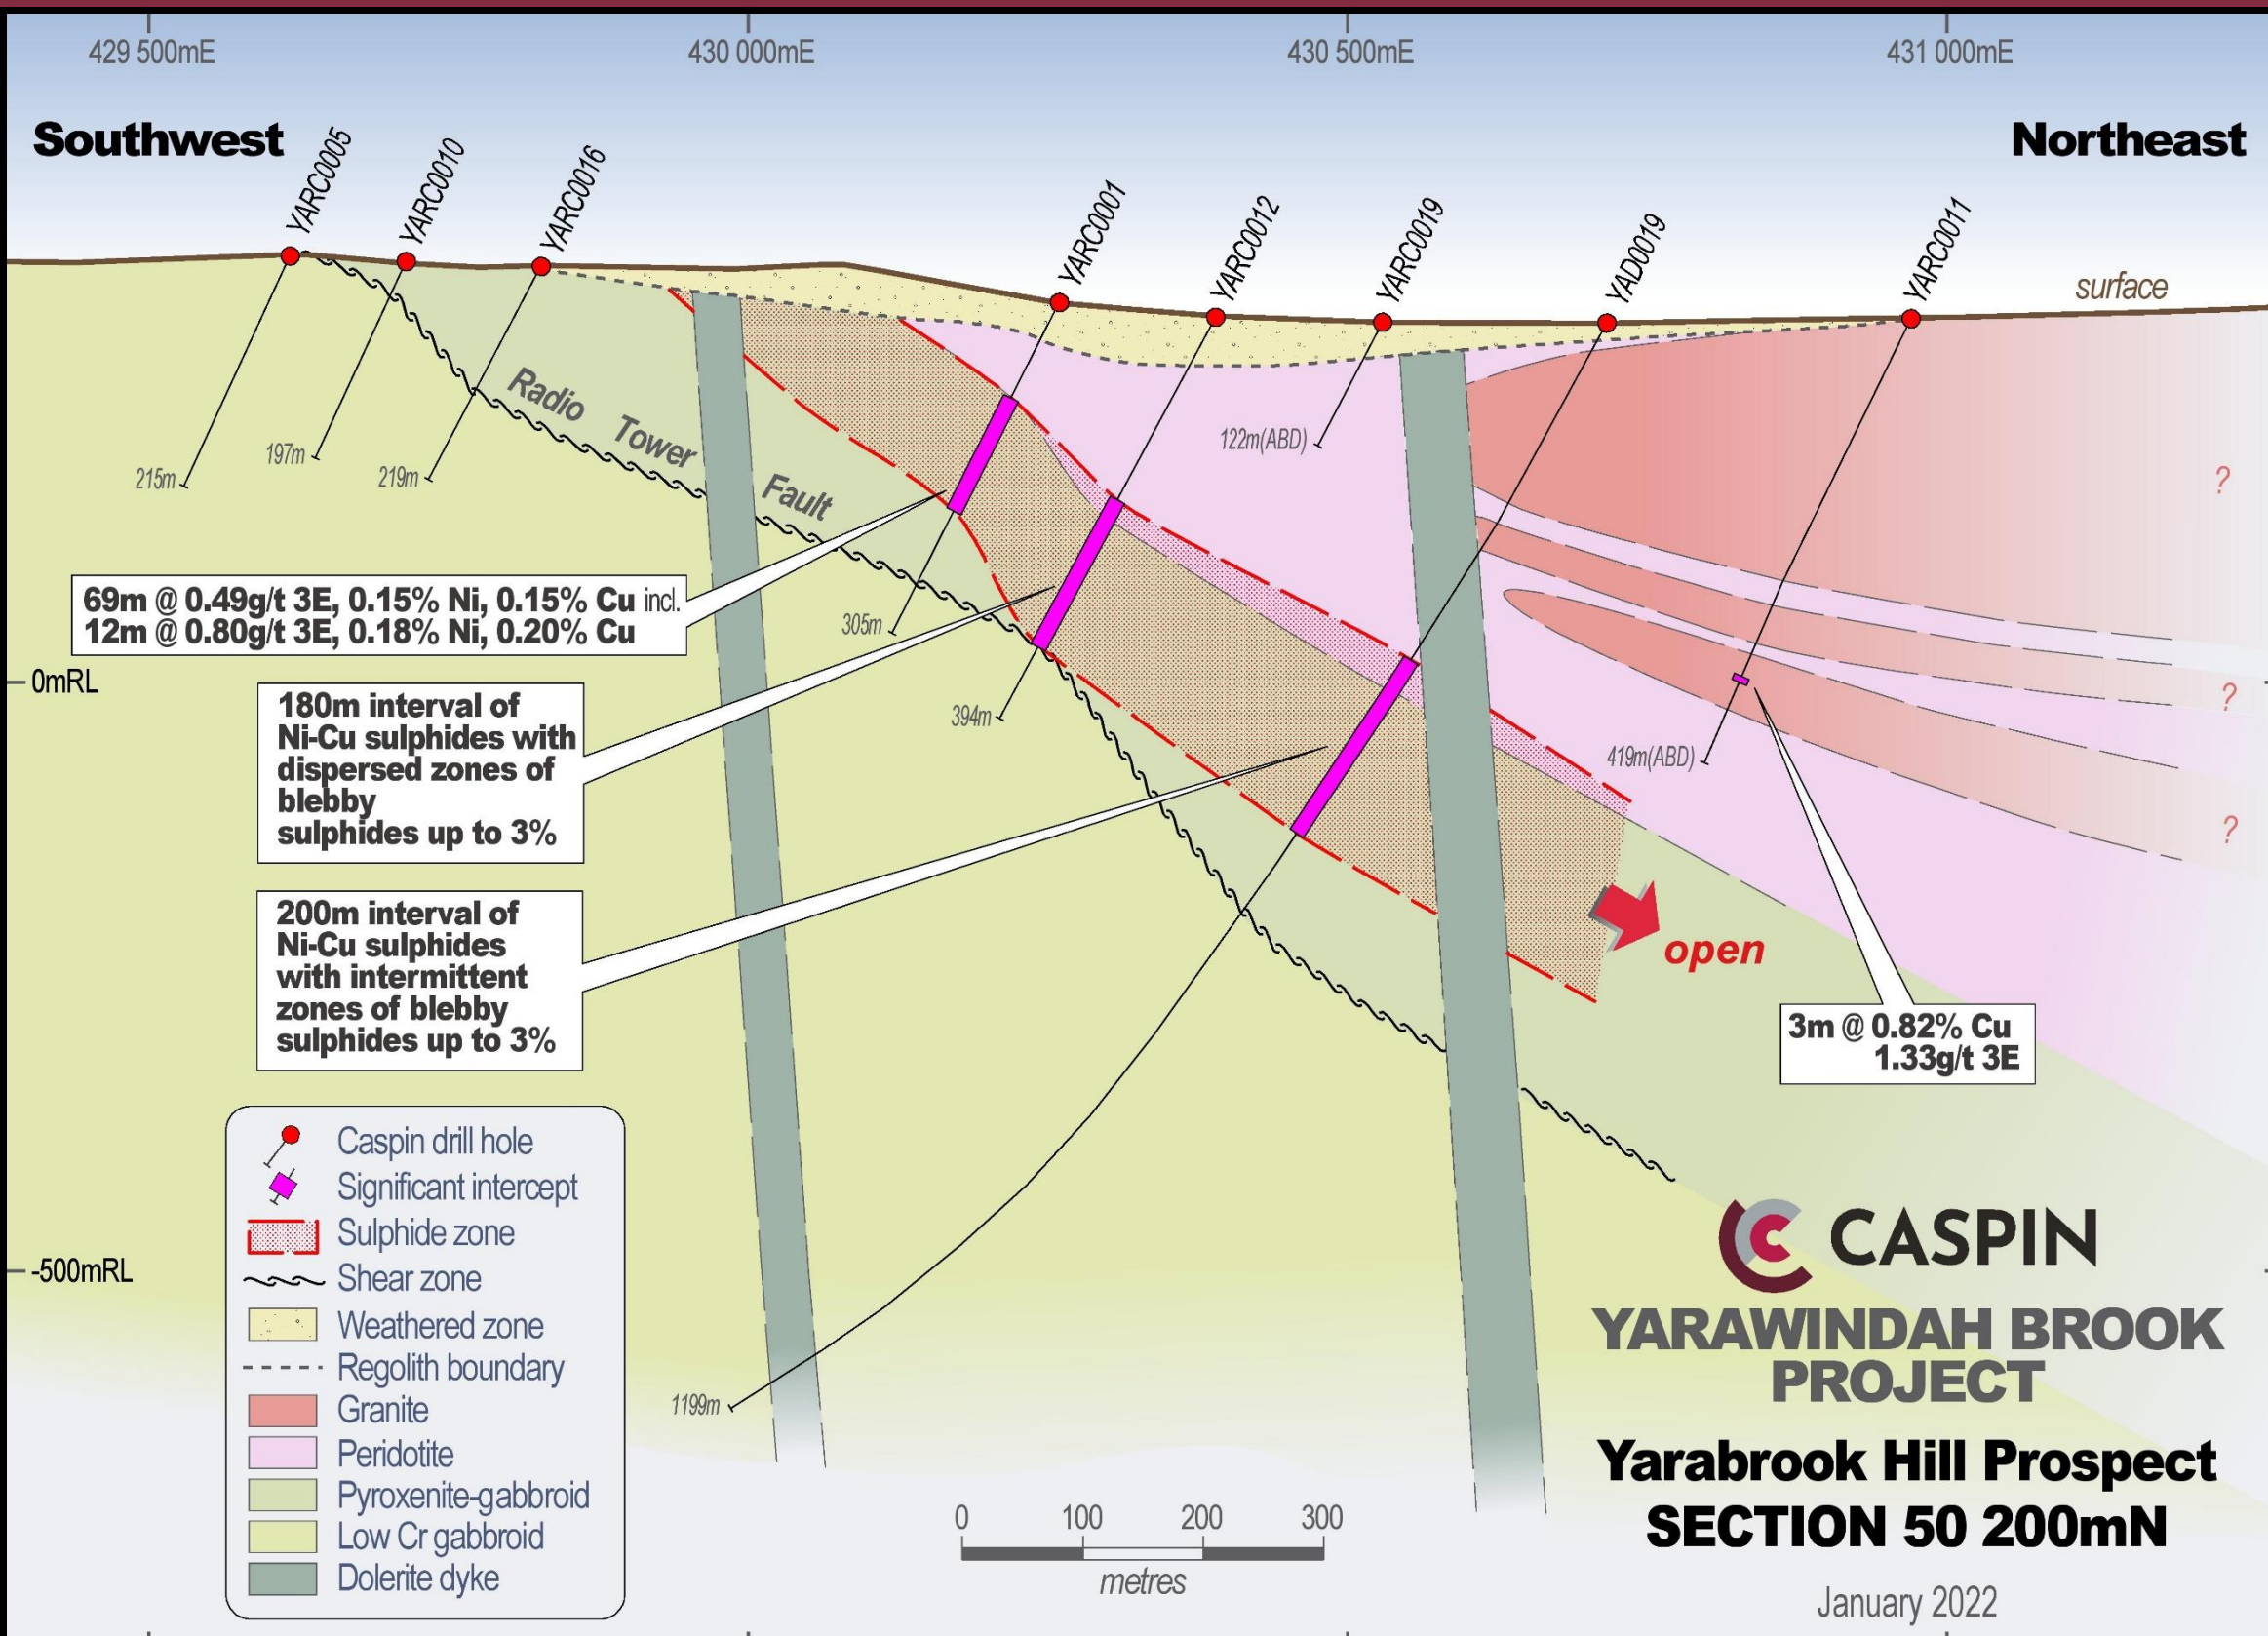 429 500mE
430 000mE
430 500mE
431 000mE
Southwest
Northeast
YARC0005
YARC0010
YARC0016
YARC0001
YARC0012
YARC0019
YAD0019
YARC0011
surface
215m
197m
219m
305m
394m
122m(ABD)
419m(ABD)
1199m
Radio Tower Fault
?
?
?
69m @ 0.49g/t 3E, 0.15% Ni, 0.15% Cu incl.
12m @ 0.80g/t 3E, 0.18% Ni, 0.20% Cu
0mRL
180m interval of
Ni-Cu sulphides with
dispersed zones of
blebby
sulphides up to 3%
200m interval of
Ni-Cu sulphides
with intermittent
zones of blebby
sulphides up to 3%
open
3m @ 0.82% Cu
1.33g/t 3E
-500mRL
Caspin drill hole
Significant intercept
Sulphide zone
Shear zone
Weathered zone
Regolith boundary
Granite
Peridotite
Pyroxenite-gabbroid
Low Cr gabbroid
Dolerite dyke
0 100 200 300
metres
CASPIN
YARAWINDAH BROOK
PROJECT
Yarabrook Hill Prospect
SECTION 50 200mN
January 2022